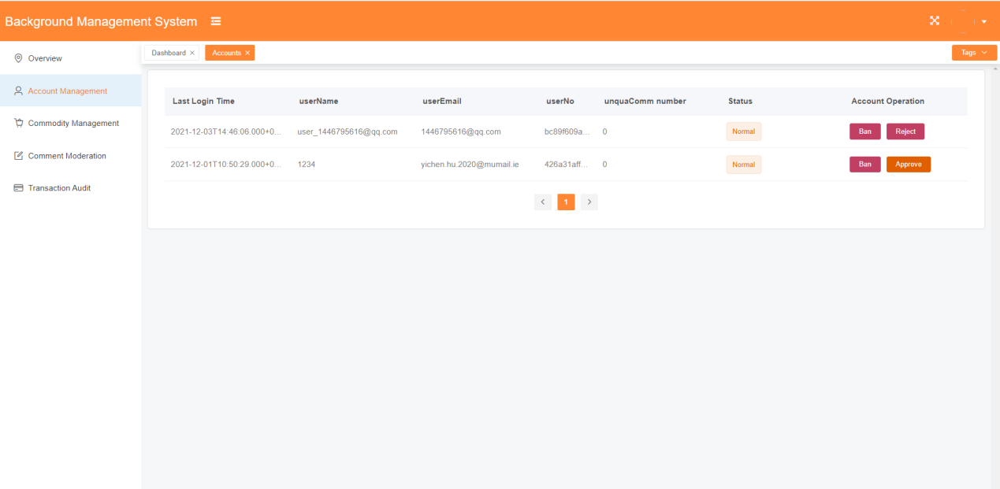 Background Management System
Dashboard × Accounts × Tags
Overview
Account Management
Commodity Management
Comment Moderation
Transaction Audit
Last Login Time userName userEmail userNo unquaComm number Status Account Operation
2021-12-03T14:46:06.000+0... user_1446795616@qq.com 1446795616@qq.com bc89f609a... 0 Normal Ban Reject
2021-12-01T10:50:29.000+0... 1234 yichen.hu.2020@mumail.ie 426a31aff... 0 Normal Ban Approve
< 1 >